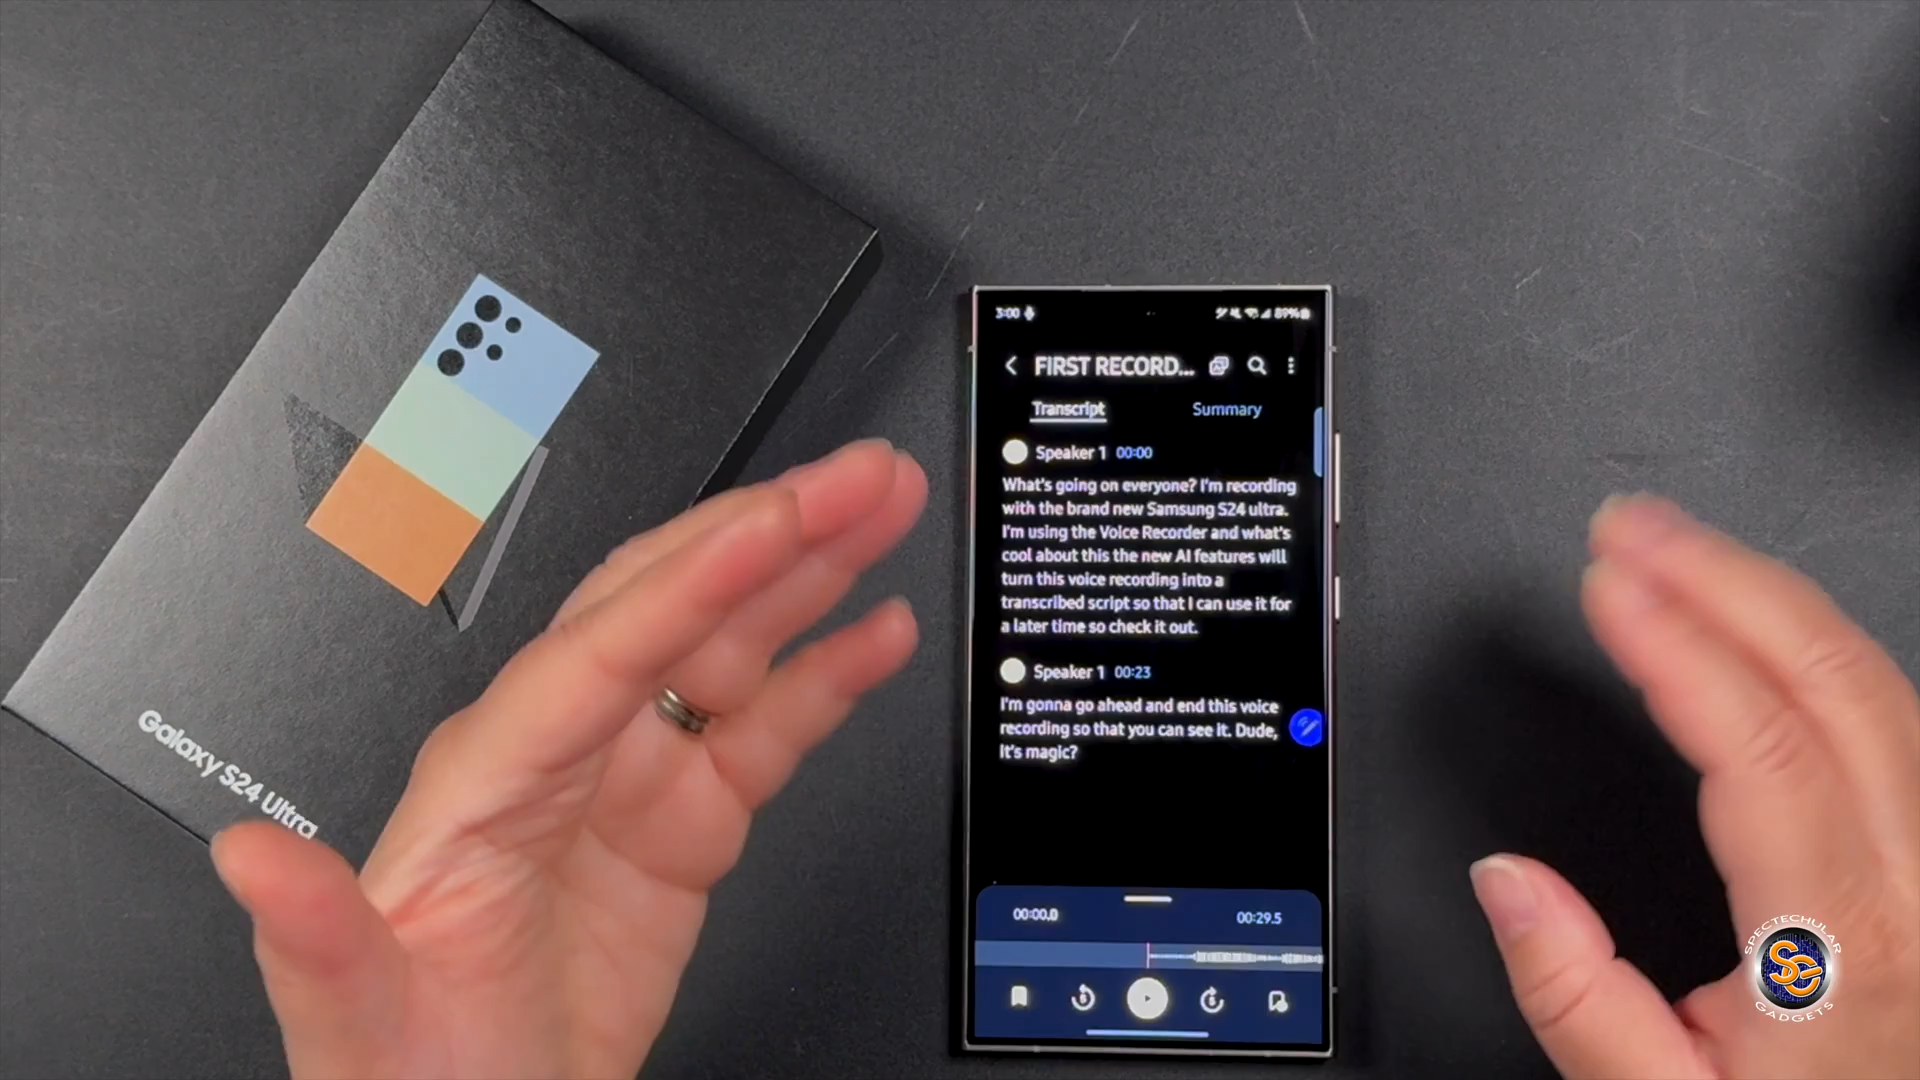 Galaxy S24 Ultra
3:00
89%
FIRST RECORD...
Transcript
Summary
Speaker 1 00:00
What's going on everyone? I'm recording
with the brand new Samsung S24 ultra.
I'm using the Voice Recorder and what's
cool about this the new AI features will
turn this voice recording into a
transcribed script so that I can use it for
a later time so check it out.
Speaker 1 00:23
I'm gonna go ahead and end this voice
recording so that you can see it. Dude,
It's magic?
00:00.0
00:29.5
5
5
SPECTECHULAR
SG
GADGETS